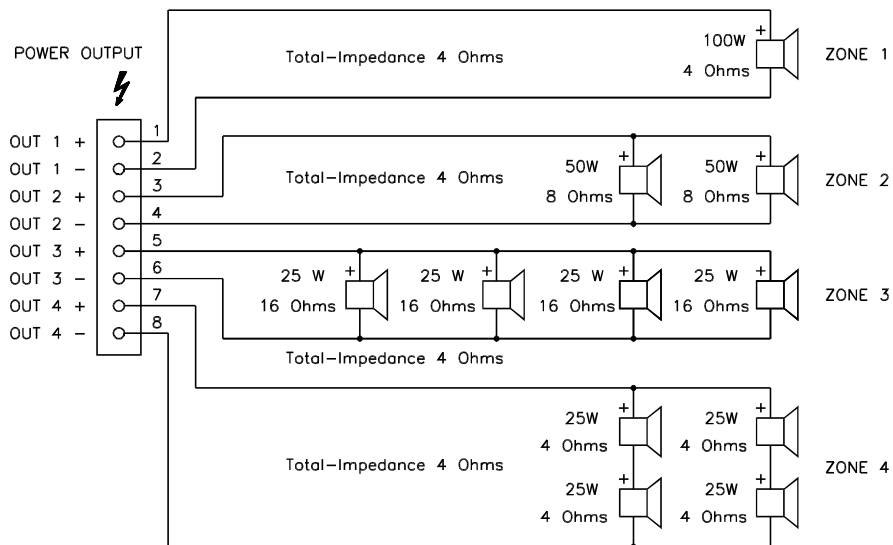 POWER OUTPUT
OUT 1 +
OUT 1 -
OUT 2 +
OUT 2 -
OUT 3 +
OUT 3 -
OUT 4 +
OUT 4 -
1
2
3
4
5
6
7
8
Total-Impedance 4 Ohms
+
100W
4 Ohms
ZONE 1
Total-Impedance 4 Ohms
+
50W
8 Ohms
+
50W
8 Ohms
ZONE 2
+
25 W
16 Ohms
+
25 W
16 Ohms
+
25 W
16 Ohms
+
25 W
16 Ohms
ZONE 3
Total-Impedance 4 Ohms
+
25W
4 Ohms
+
25W
4 Ohms
Total-Impedance 4 Ohms
ZONE 4
+
25W
4 Ohms
+
25W
4 Ohms